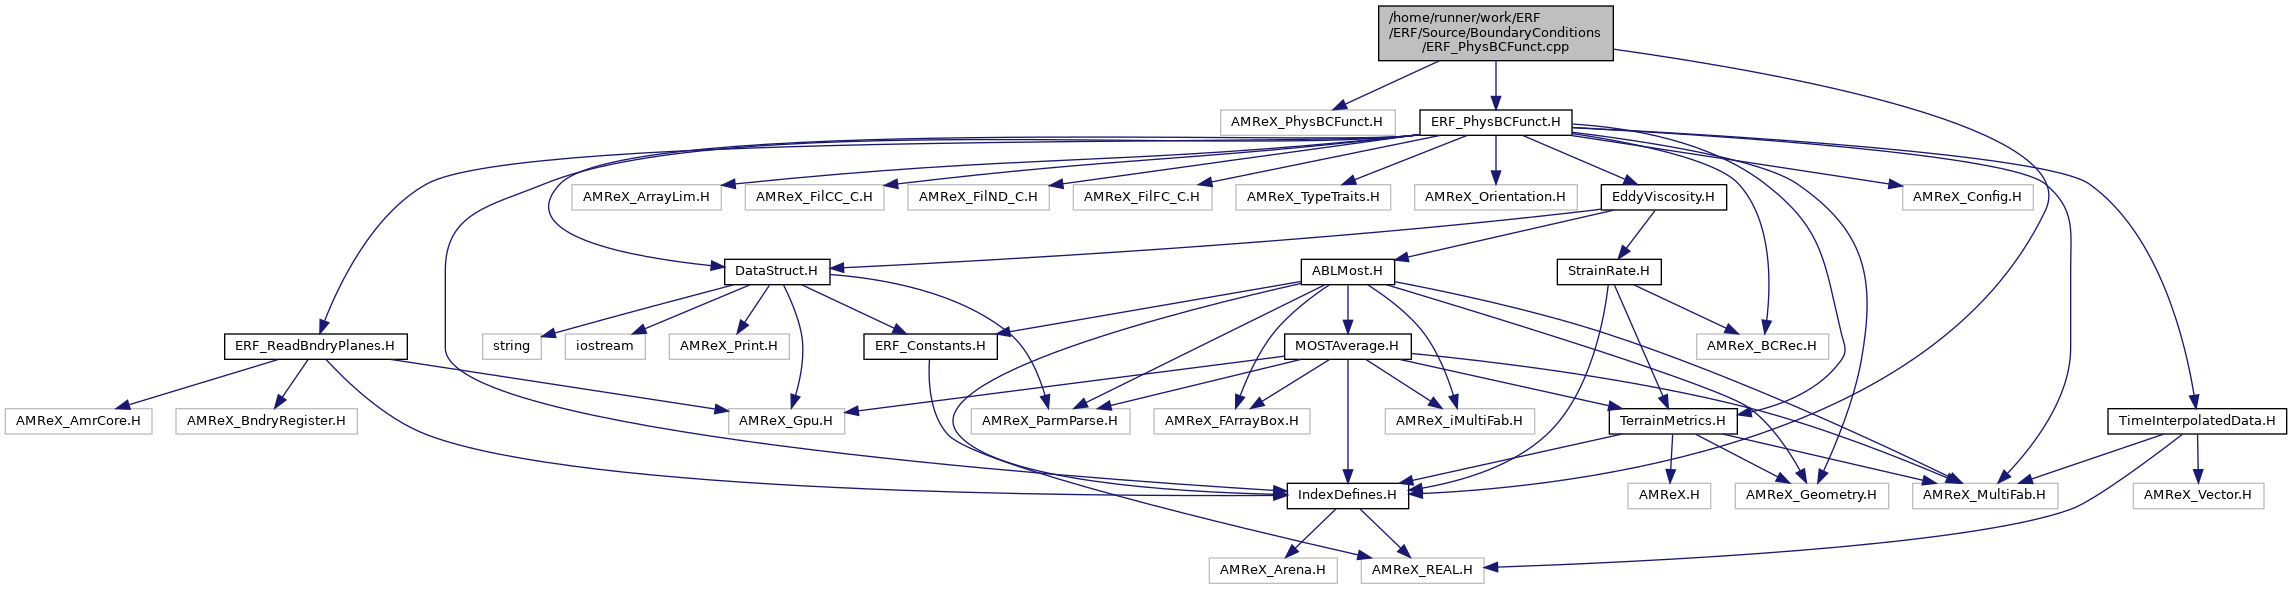 /home/runner/work/ERF
/ERF/Source/BoundaryConditions
/ERF_PhysBCFunct.cpp
AMReX_PhysBCFunct.H
ERF_PhysBCFunct.H
AMReX_ArrayLim.H
AMReX_FilCC_C.H
AMReX_FilND_C.H
AMReX_FilFC_C.H
AMReX_TypeTraits.H
AMReX_Orientation.H
EddyViscosity.H
AMReX_Config.H
DataStruct.H
ABLMost.H
StrainRate.H
ERF_ReadBndryPlanes.H
string
iostream
AMReX_Print.H
ERF_Constants.H
MOSTAverage.H
AMReX_BCRec.H
AMReX_AmrCore.H
AMReX_BndryRegister.H
AMReX_Gpu.H
AMReX_ParmParse.H
AMReX_FArrayBox.H
AMReX_iMultiFab.H
TerrainMetrics.H
TimeInterpolatedData.H
IndexDefines.H
AMReX.H
AMReX_Geometry.H
AMReX_MultiFab.H
AMReX_Vector.H
AMReX_Arena.H
AMReX_REAL.H